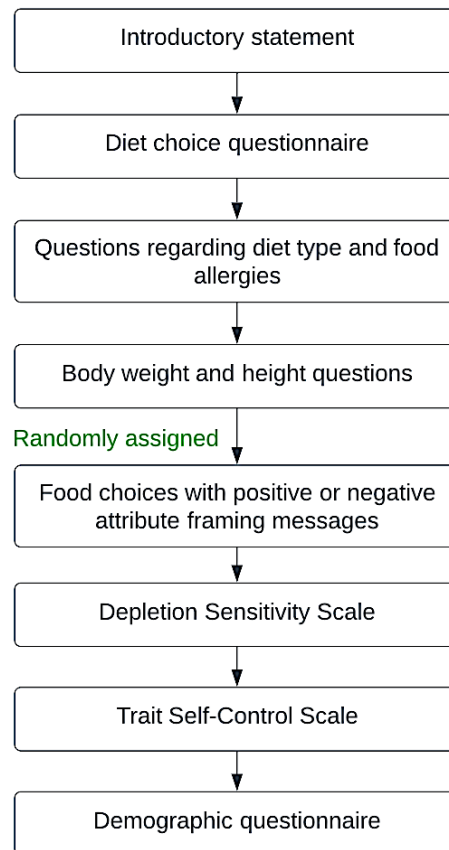 Introductory statement
Diet choice questionnaire
Questions regarding diet type and food
allergies
Body weight and height questions
Randomly assigned
Food choices with positive or negative
attribute framing messages
Depletion Sensitivity Scale
Trait Self-Control Scale
Demographic questionnaire